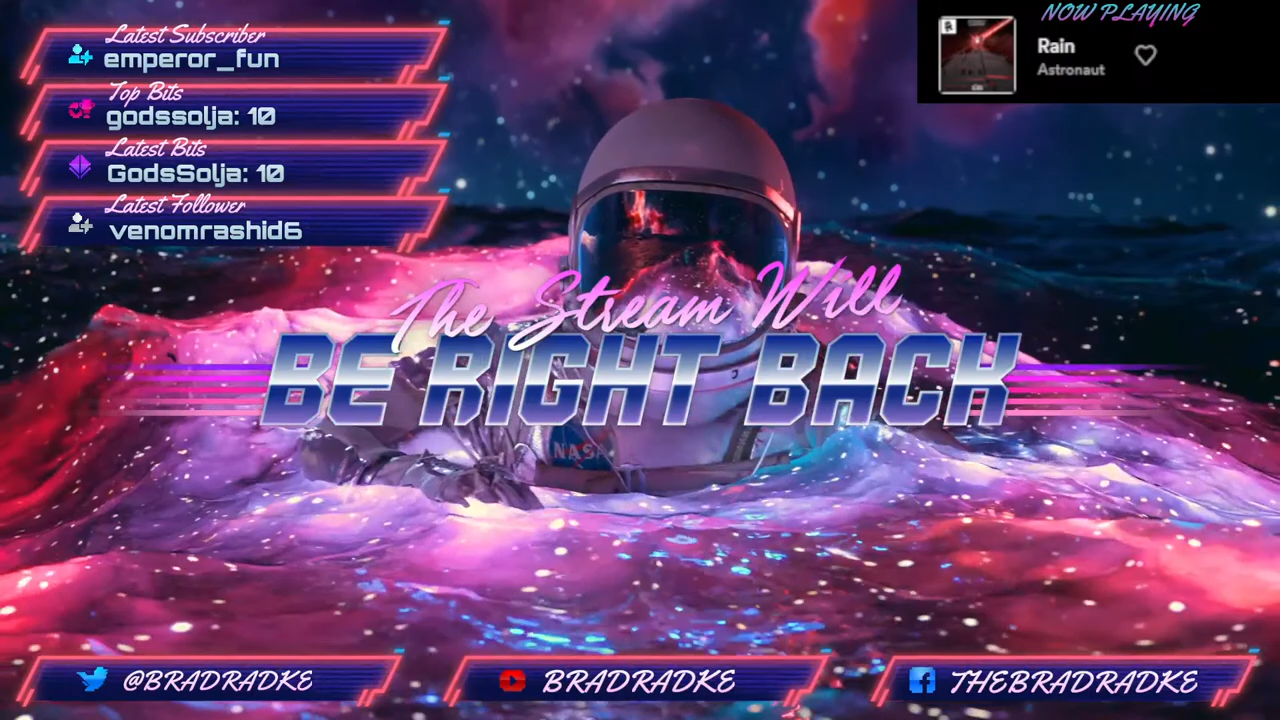 Latest Subscriber
emperor_fun
Top Bits
godssolja: 10
Latest Bits
GodsSolja: 10
Latest Follower
venomrashid6
NOW PLAYING
Rain
Astronaut
The Stream Will
BE RIGHT BACK
NASA
@BRADRADKE
BRADRADKE
THEBRADRADKE